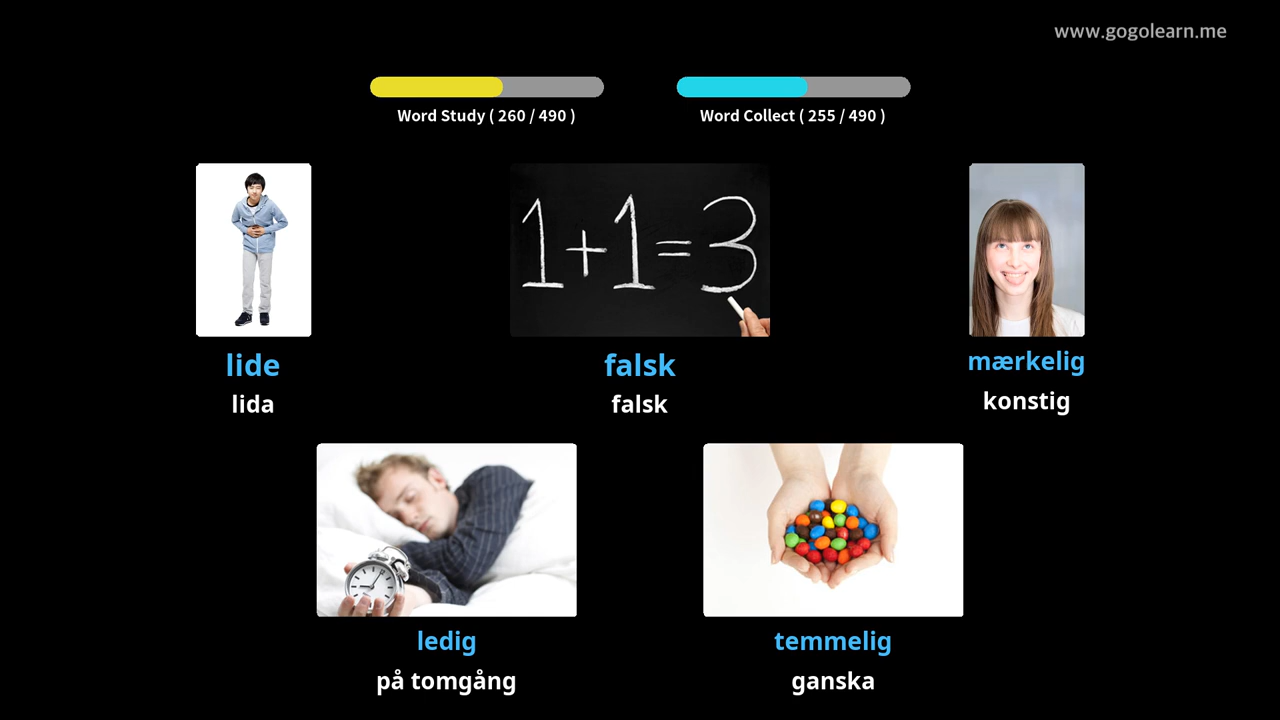 www.gogolearn.me
Word Study ( 260 / 490 )
Word Collect ( 255 / 490 )
1+1=3
lide
lida
falsk
falsk
mærkelig
konstig
ledig
på tomgång
temmelig
ganska